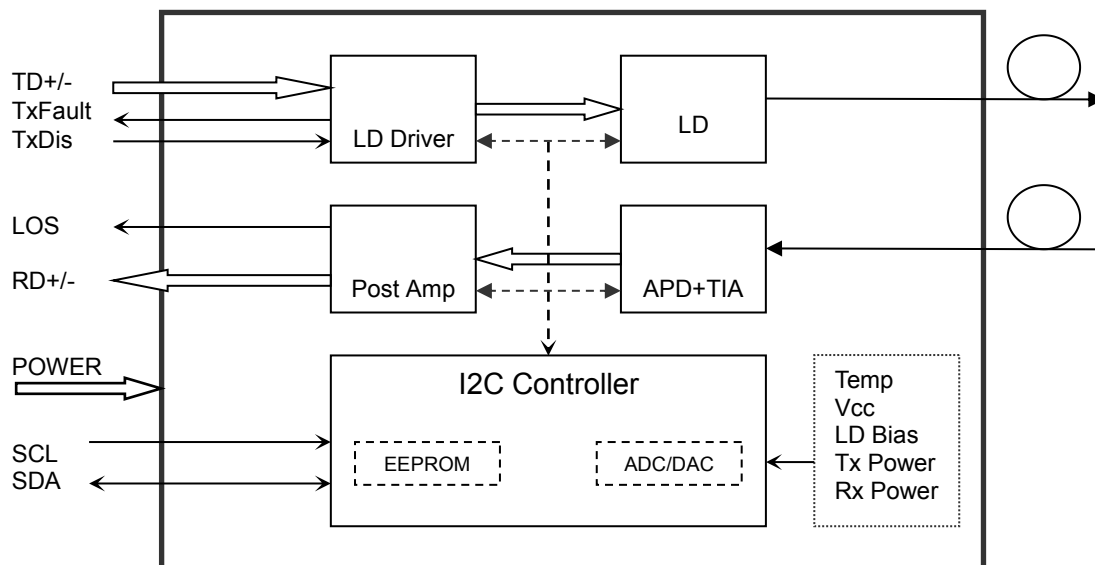 TD+/-
TxFault
TxDis
LD Driver
LD
LOS
RD+/-
Post Amp
APD+TIA
POWER
SCL
SDA
I2C Controller
EEPROM
ADC/DAC
Temp
Vcc
LD Bias
Tx Power
Rx Power